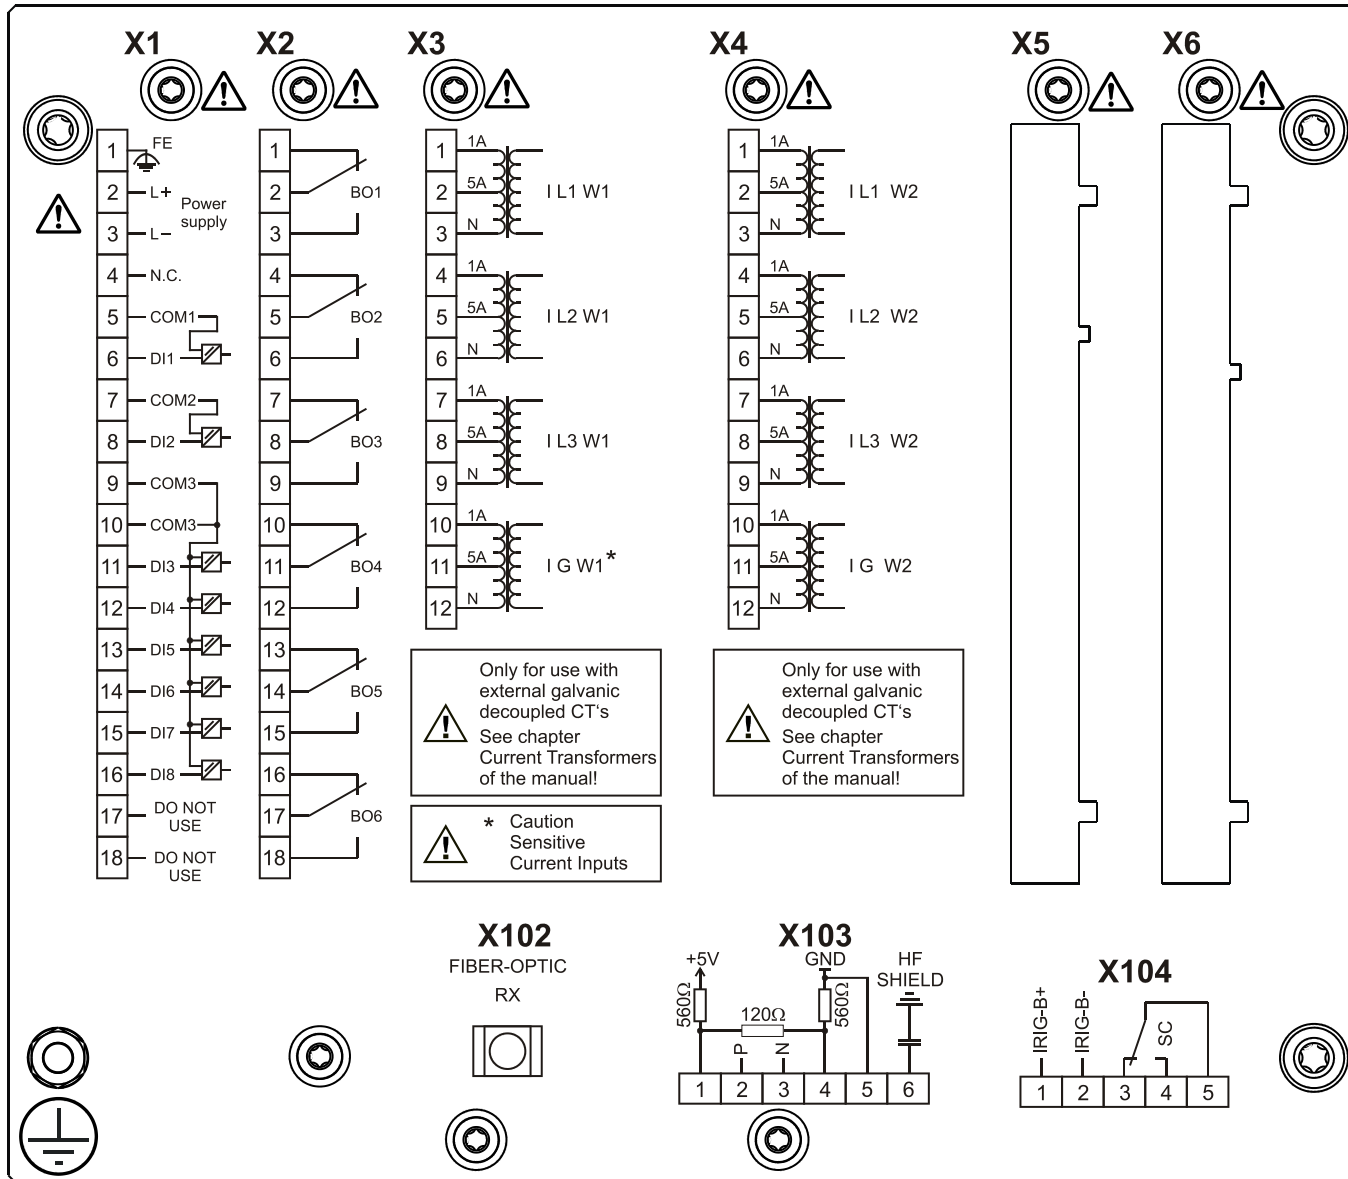 X1
X2
X3
X4
X5
X6
1 FE
2 L+
Power
supply
3 L−
4 N.C.
5 COM1
6 DI1
7 COM2
8 DI2
9 COM3
10 COM3
11 DI3
12 DI4
13 DI5
14 DI6
15 DI7
16 DI8
17 DO NOT
USE
18 DO NOT
USE
1
2 BO1
3
4
5 BO2
6
7
8 BO3
9
10
11 BO4
12
13
14 BO5
15
16
17 BO6
18
1 1A
2 5A I L1 W1
3 N
4 1A
5 5A I L2 W1
6 N
7 1A
8 5A I L3 W1
9 N
10 1A
11 5A I G W1*
12 N
Only for use with
external galvanic
decoupled CT‘s
See chapter
Current Transformers
of the manual!
* Caution
Sensitive
Current Inputs
1 1A
2 5A I L1 W2
3 N
4 1A
5 5A I L2 W2
6 N
7 1A
8 5A I L3 W2
9 N
10 1A
11 5A I G W2
12 N
Only for use with
external galvanic
decoupled CT‘s
See chapter
Current Transformers
of the manual!
X102
FIBER-OPTIC
RX
X103
+5V GND HF
SHIELD
560Ω 120Ω 560Ω
P N
1 2 3 4 5 6
X104
IRIG-B+ IRIG-B- SC
1 2 3 4 5